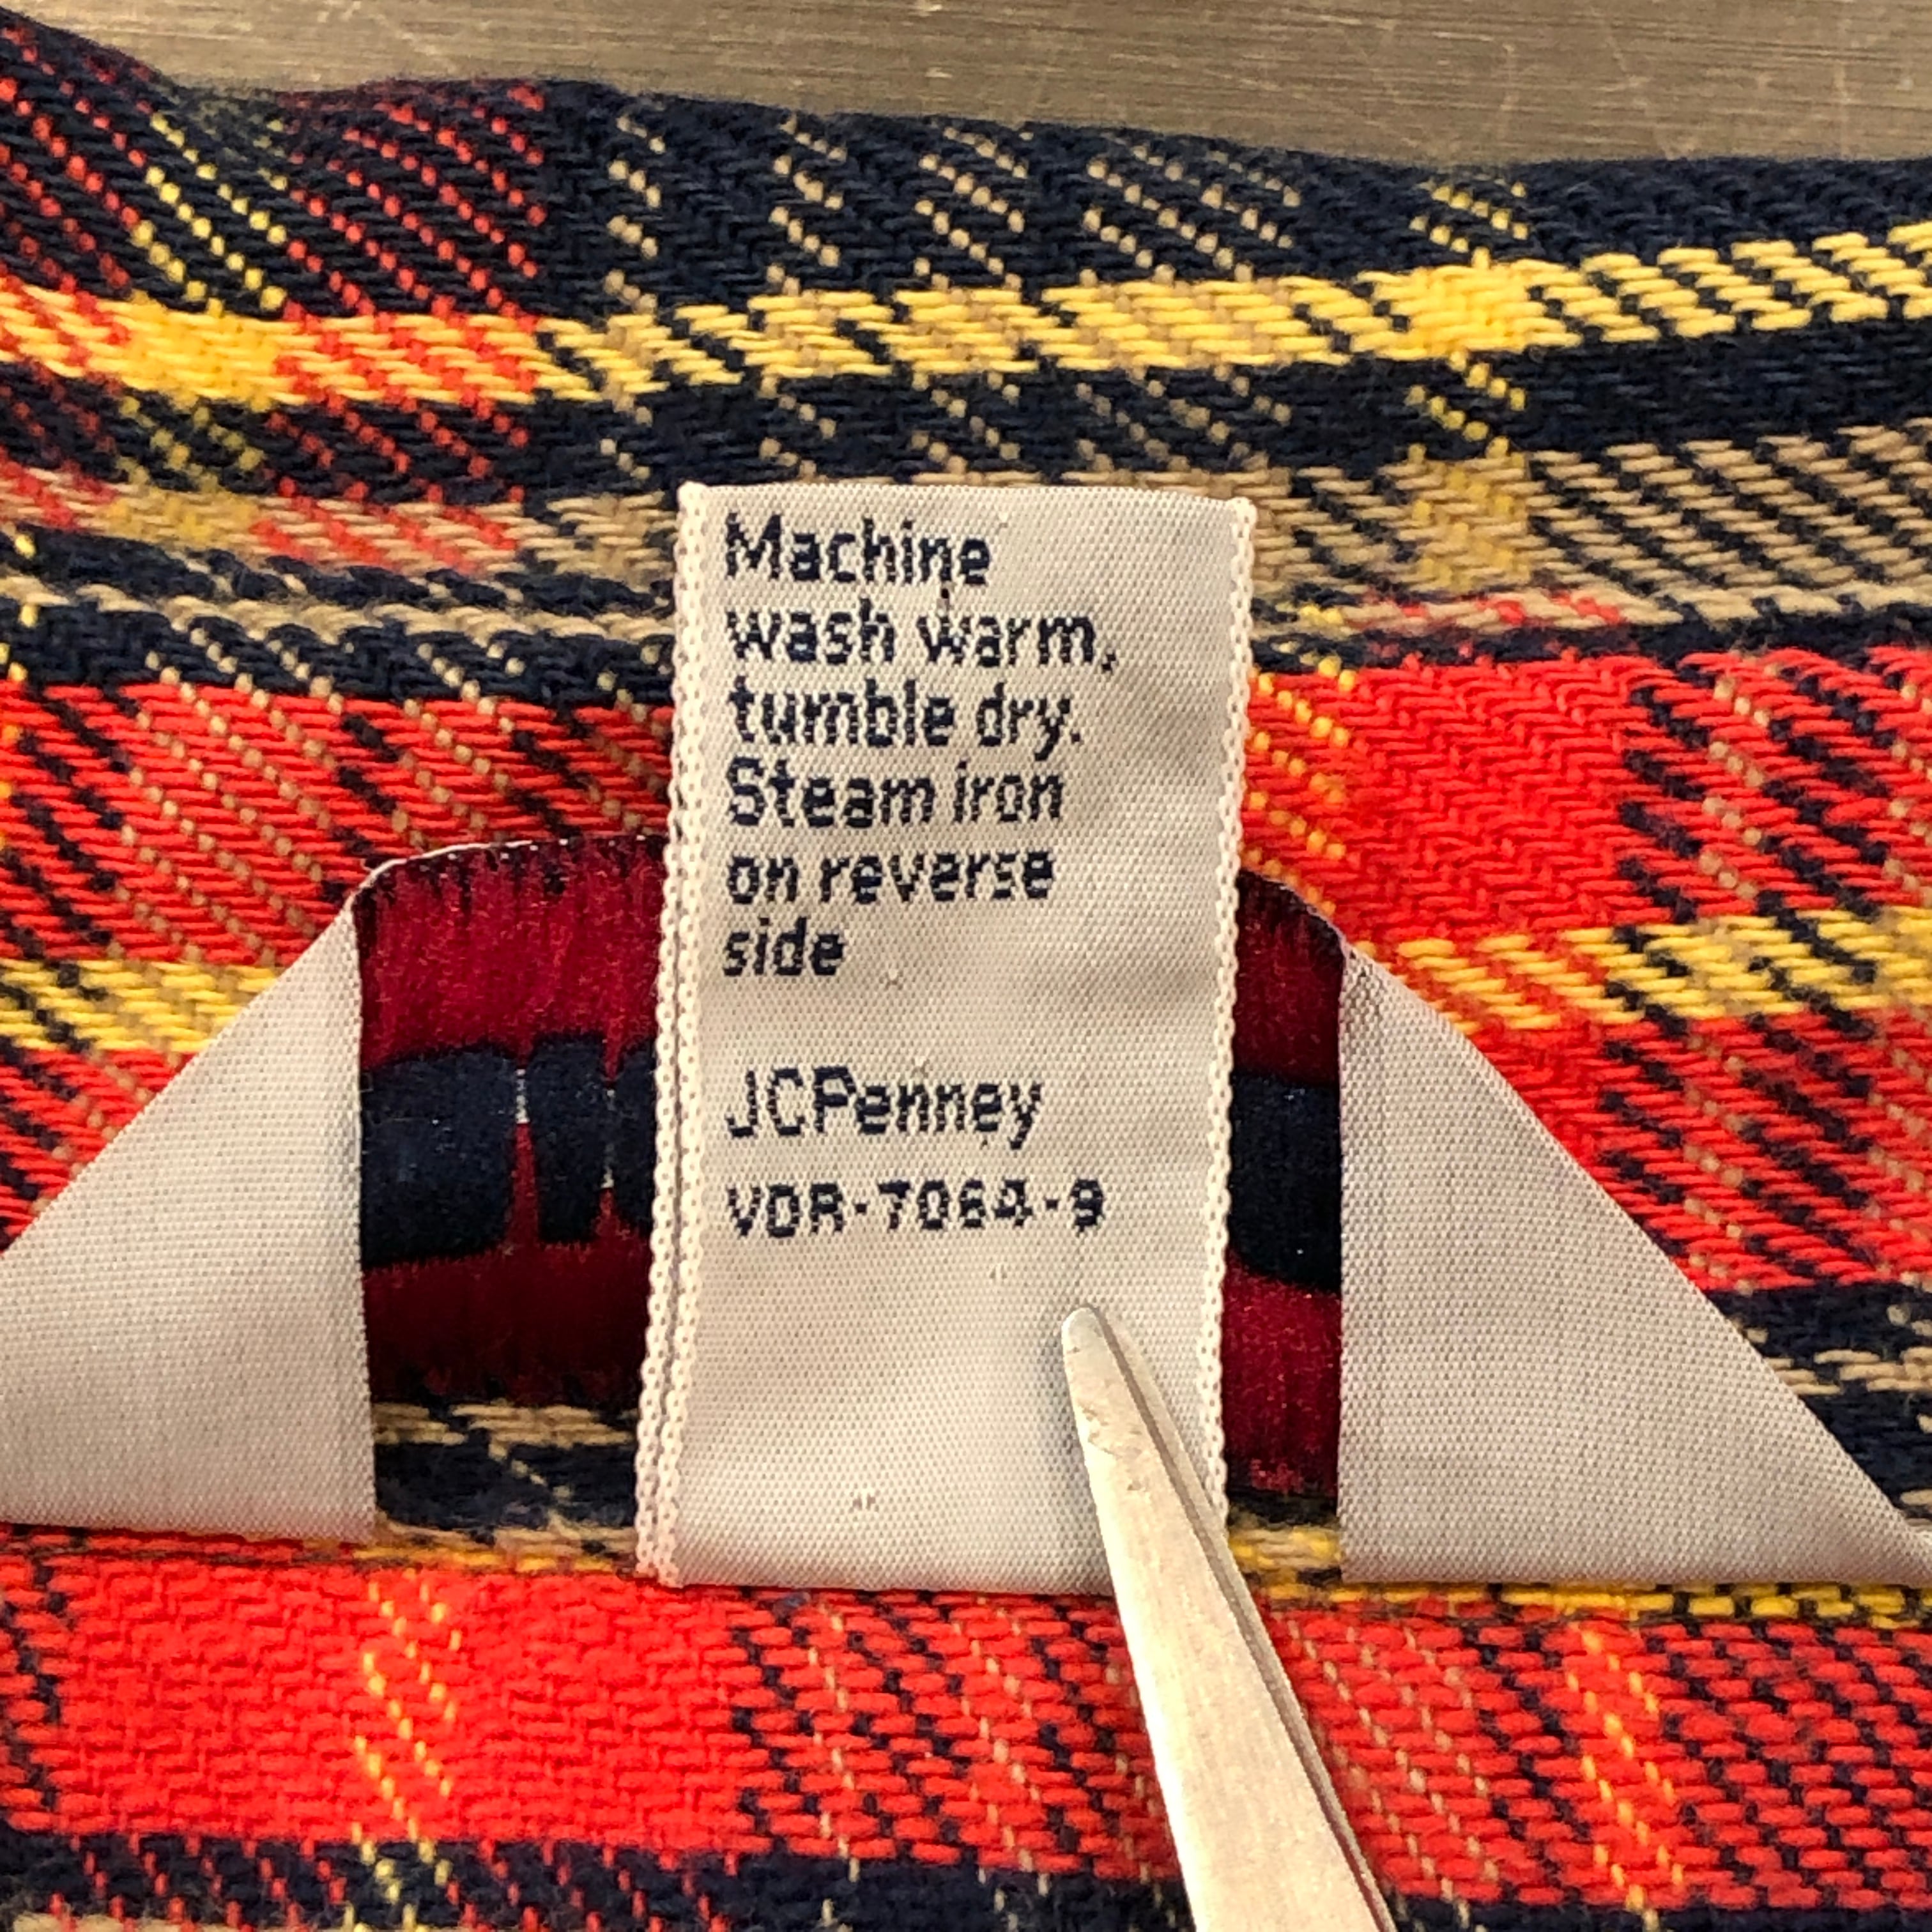 Machine
wash warm,
tumble dry.
Steam iron
on reverse
side
JCPenney
VDR-7064-9